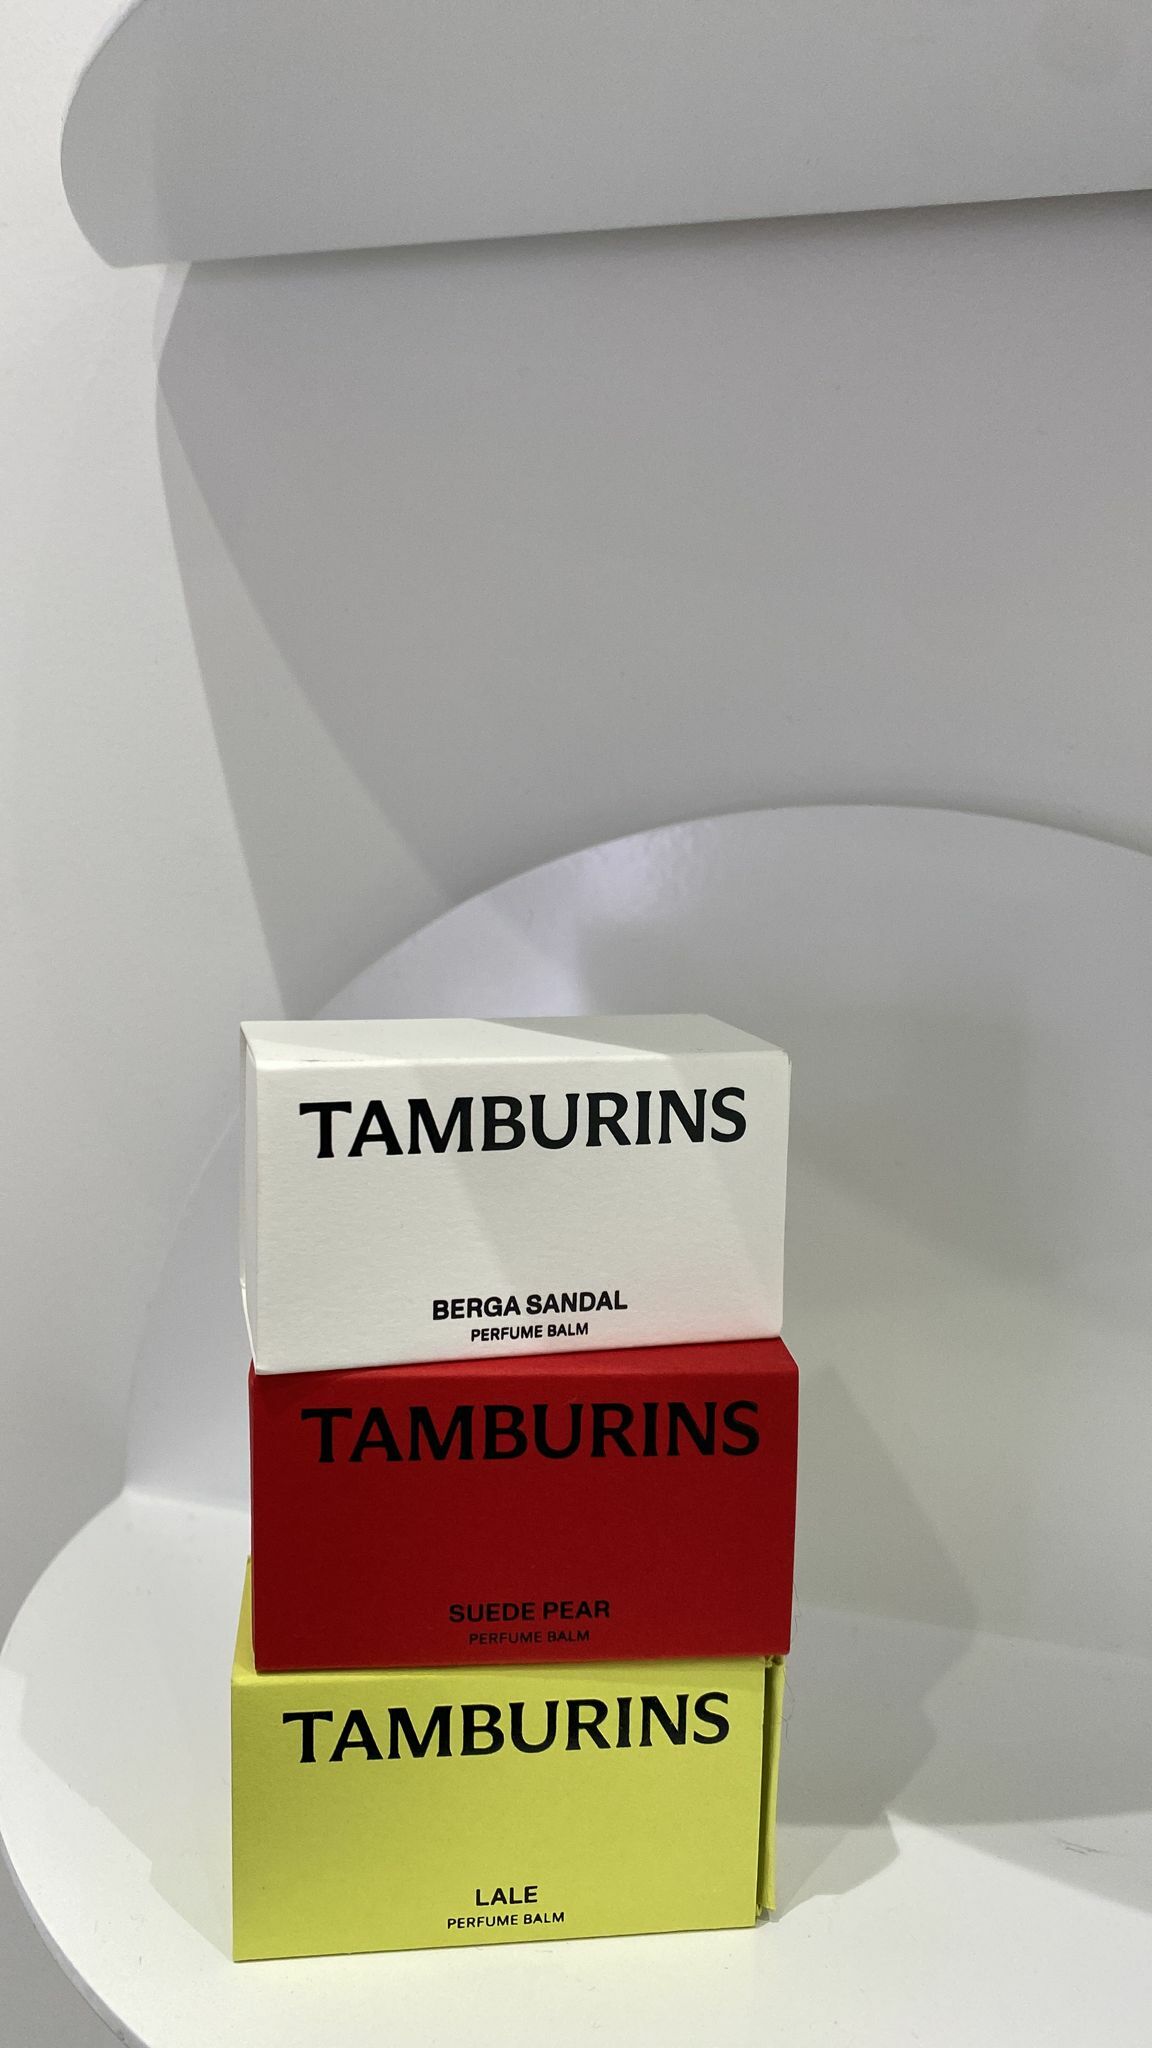 TAMBURINS
BERGA SANDAL
PERFUME BALM
TAMBURINS
SUEDE PEAR
PERFUME BALM
TAMBURINS
LALE
PERFUME BALM